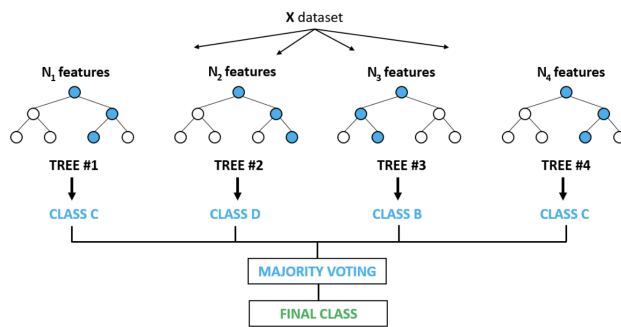 X dataset
N₁ features
N₂ features
N₃ features
N₄ features
TREE #1
TREE #2
TREE #3
TREE #4
CLASS C
CLASS D
CLASS B
CLASS C
MAJORITY VOTING
FINAL CLASS